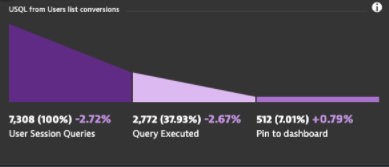 USQL from Users list conversions
7,308 (100%) -2.72%
User Session Queries
2,772 (37.93%) -2.67%
Query Executed
512 (7.01%) +0.79%
Pin to dashboard